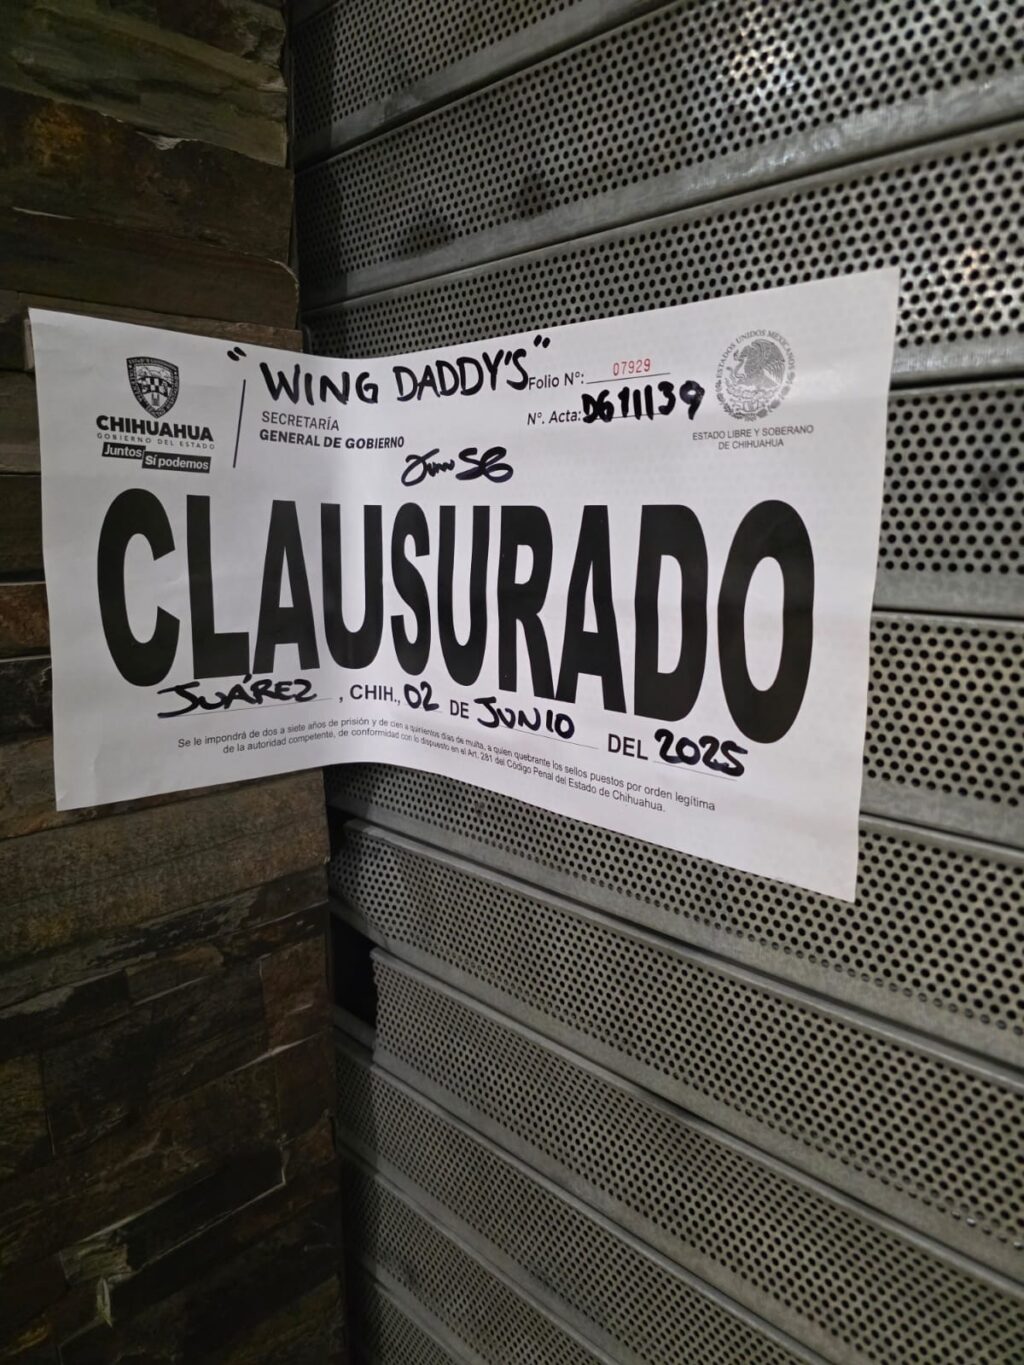 "WING DADDY'S"
Folio Nº: 07929
Nº. Acta: DG11139
CHIHUAHUA
GOBIERNO DEL ESTADO
Juntos Sí podemos
SECRETARÍA
GENERAL DE GOBIERNO
ESTADOS UNIDOS MEXICANOS
ESTADO LIBRE Y SOBERANO
DE CHIHUAHUA
CLAUSURADO
JUÁREZ, CHIH., 02 DE JUNIO DEL 2025
Se le impondrá de dos a siete años de prisión y de cien a quinientos días de multa, a quien quebrante los sellos puestos por orden legítima
de la autoridad competente, de conformidad con lo dispuesto en el Art. 281 del Código Penal del Estado de Chihuahua.